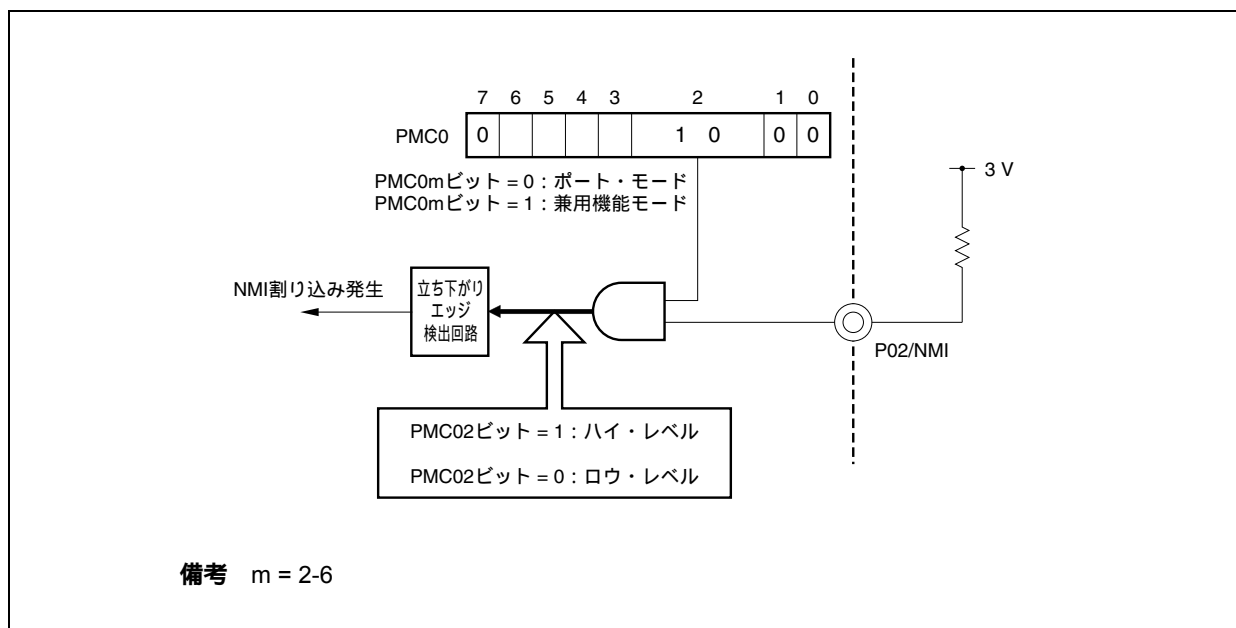 7 6 5 4 3 2 1 0
PMC0 0 1 0 0 0
PMC0mビット = 0 : ポート・モード
PMC0mビット = 1 : 兼用機能モード
3 V
NMI割り込み発生
立ち下がり
エッジ
検出回路
P02/NMI
PMC02ビット = 1 : ハイ・レベル
PMC02ビット = 0 : ロウ・レベル
備考 m = 2-6